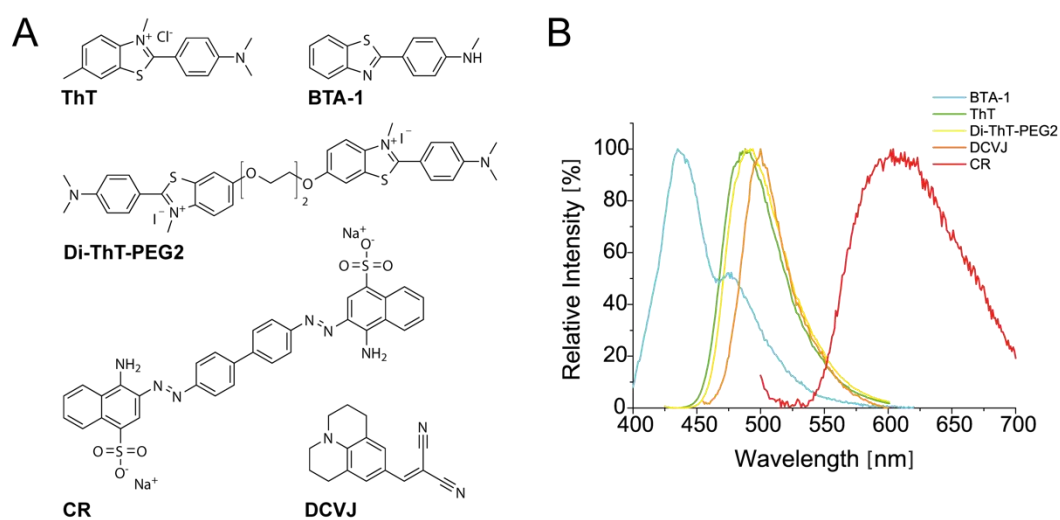 A
N+
Cl-
S
N
ThT
S
N
NH
BTA-1
N
S
N+
I-
O
O
2
N+
I-
S
N
Di-ThT-PEG2
Na+
O-
O=S=O
N=N
NH2
NH2
N=N
O=S=O
O-
Na+
CR
N
N
N
DCVJ
B
BTA-1
ThT
Di-ThT-PEG2
DCVJ
CR
Relative Intensity [%]
100
80
60
40
20
0
400 450 500 550 600 650 700
Wavelength [nm]